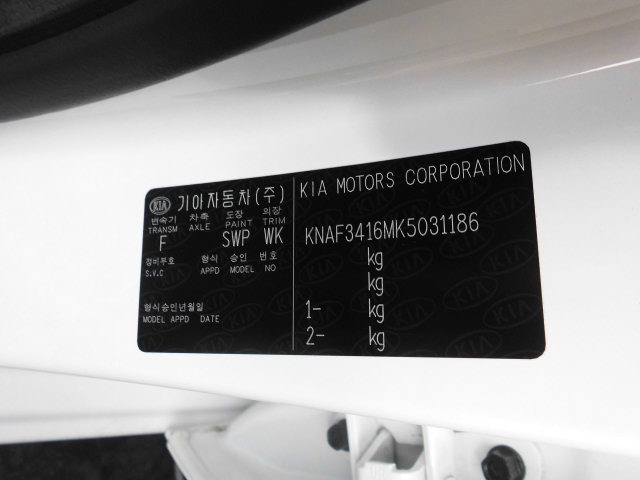 KIA 기아자동차(주)
변속기 차축 도장 의장
TRANSM AXLE PAINT TRIM
F SWP WK
정비부호 형식 승인 번호
S.V.C APPD MODEL NO
형식승인년월일
MODEL APPD DATE
KIA MOTORS CORPORATION
KNAF3416MK5031186
kg
kg
1- kg
2- kg